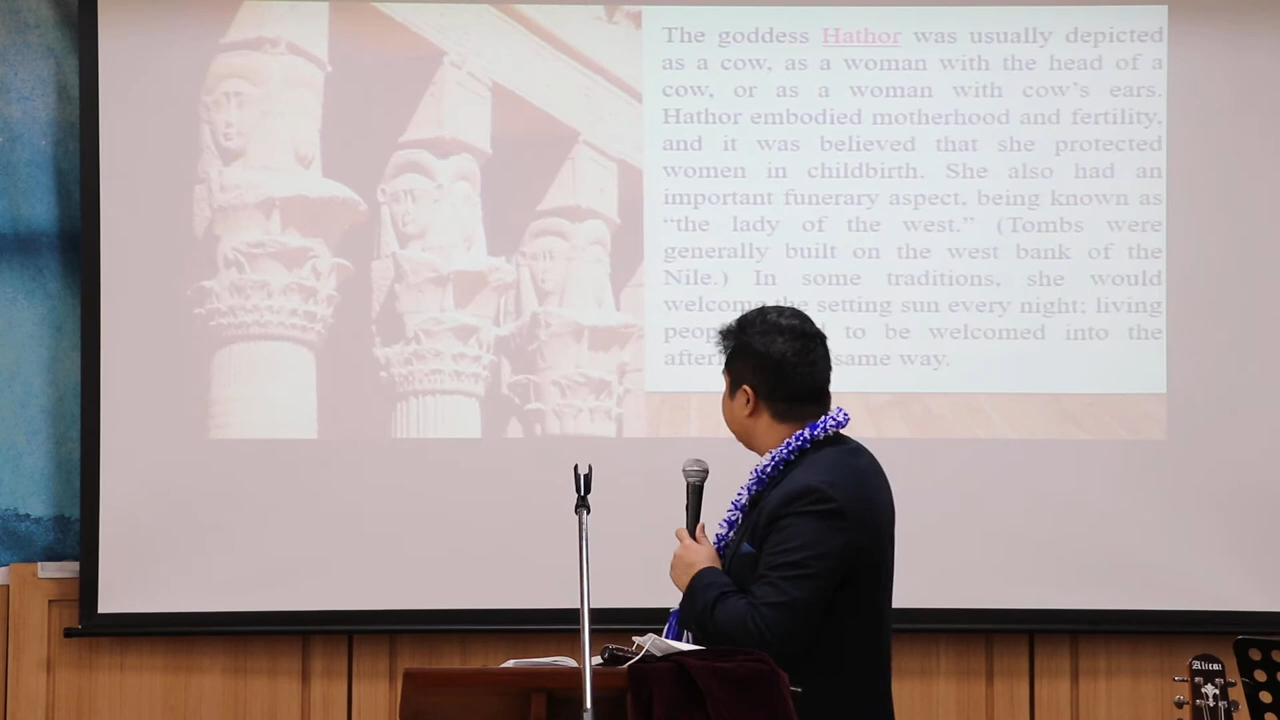 The goddess Hathor was usually depicted
as a cow, as a woman with the head of a
cow, or as a woman with cow's ears.
Hathor embodied motherhood and fertility,
and it was believed that she protected
women in childbirth. She also had an
important funerary aspect, being known as
“the lady of the west.” (Tombs were
generally built on the west bank of the
Nile.) In some traditions, she would
welcome the setting sun every night; living
to be welcomed into the
same way.
Alicar